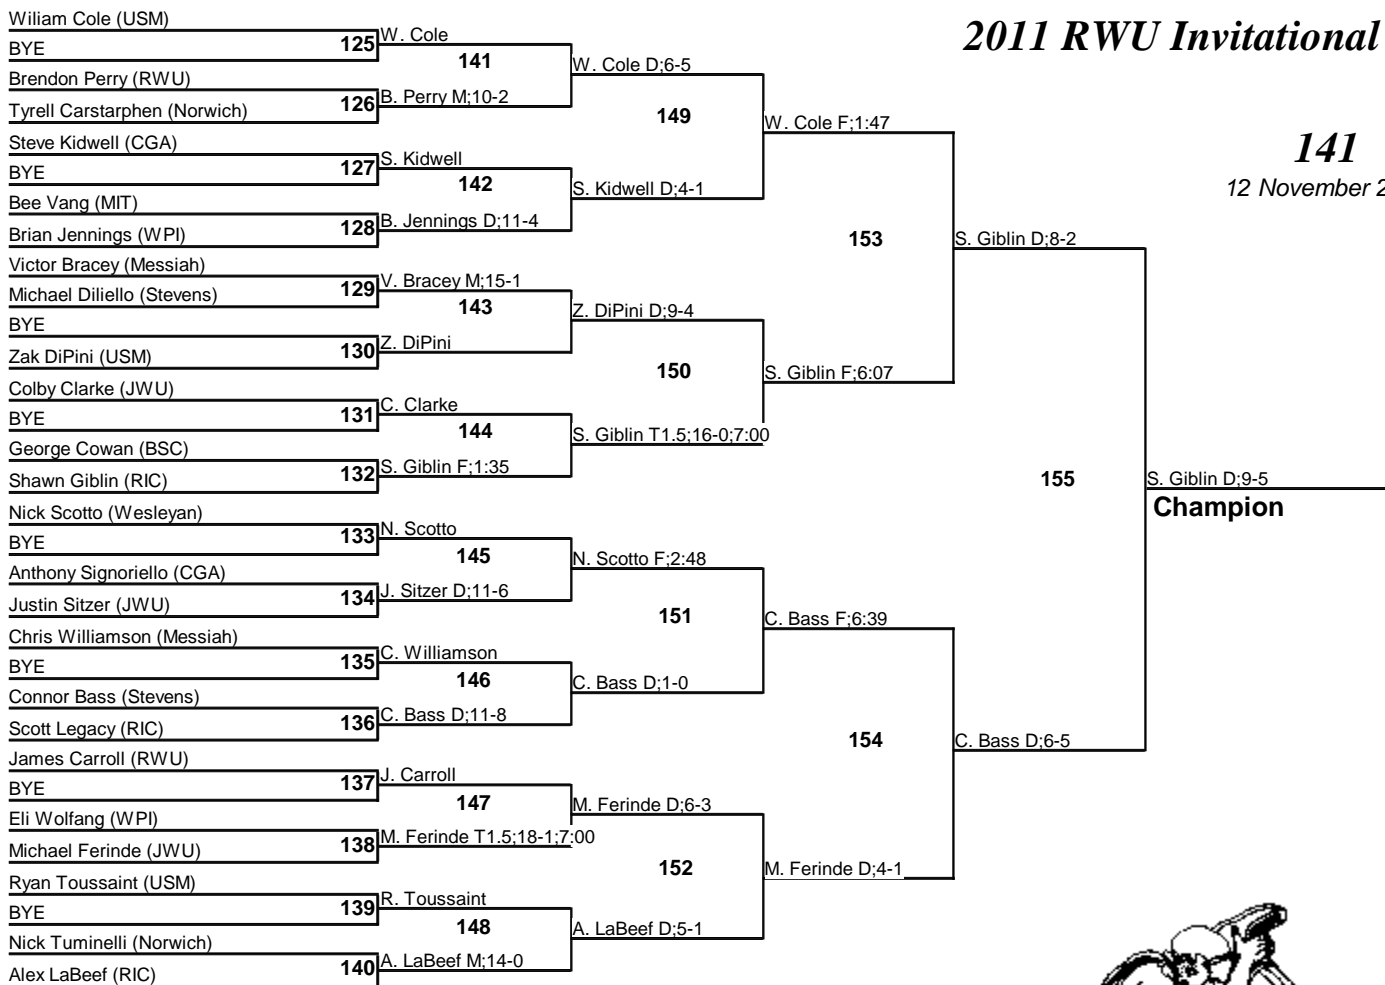 2011 RWU Invitational
141
12 November 2
Wiliam Cole (USM)
BYE
Brendon Perry (RWU)
Tyrell Carstarphen (Norwich)
Steve Kidwell (CGA)
BYE
Bee Vang (MIT)
Brian Jennings (WPI)
Victor Bracey (Messiah)
Michael Diliello (Stevens)
BYE
Zak DiPini (USM)
Colby Clarke (JWU)
BYE
George Cowan (BSC)
Shawn Giblin (RIC)
Nick Scotto (Wesleyan)
BYE
Anthony Signoriello (CGA)
Justin Sitzer (JWU)
Chris Williamson (Messiah)
BYE
Connor Bass (Stevens)
Scott Legacy (RIC)
James Carroll (RWU)
BYE
Eli Wolfang (WPI)
Michael Ferinde (JWU)
Ryan Toussaint (USM)
BYE
Nick Tuminelli (Norwich)
Alex LaBeef (RIC)
125 W. Cole
141
126 B. Perry M;10-2
127 S. Kidwell
142
128 B. Jennings D;11-4
129 V. Bracey M;15-1
143
130 Z. DiPini
131 C. Clarke
144
132 S. Giblin F;1:35
133 N. Scotto
145
134 J. Sitzer D;11-6
135 C. Williamson
146
136 C. Bass D;11-8
137 J. Carroll
147
138 M. Ferinde T1.5;18-1;7:00
139 R. Toussaint
148
140 A. LaBeef M;14-0
W. Cole D;6-5
149
S. Kidwell D;4-1
Z. DiPini D;9-4
150
S. Giblin T1.5;16-0;7:00
N. Scotto F;2:48
151
C. Bass D;1-0
M. Ferinde D;6-3
152
A. LaBeef D;5-1
W. Cole F;1:47
153
S. Giblin F;6:07
C. Bass F;6:39
154
M. Ferinde D;4-1
S. Giblin D;8-2
155
C. Bass D;6-5
S. Giblin D;9-5
Champion